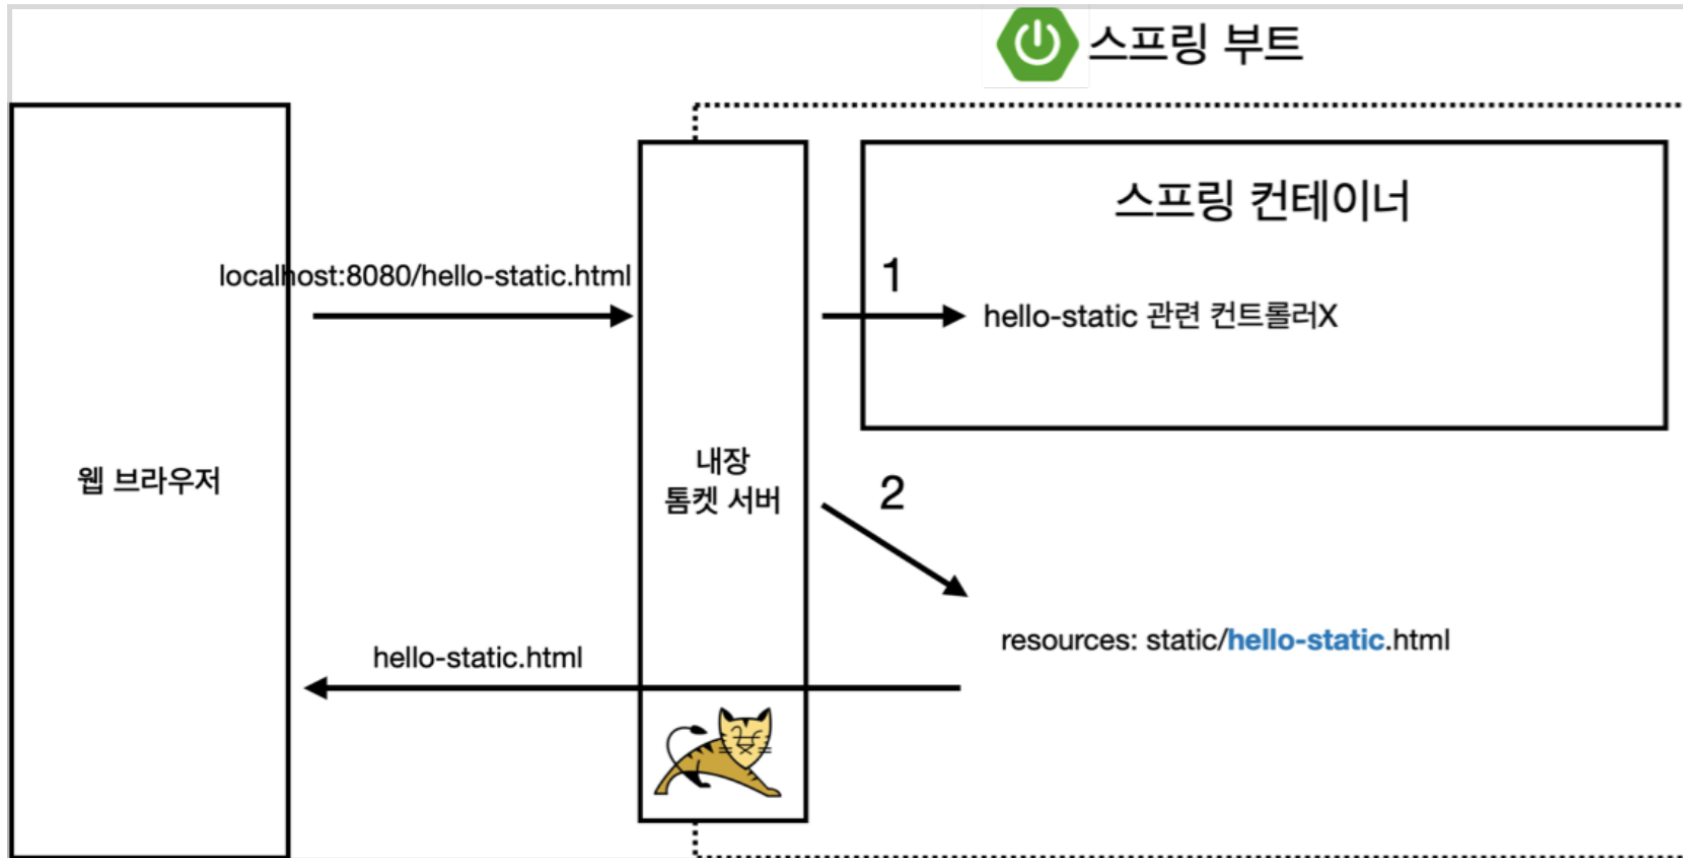 스프링 부트
스프링 컨테이너
localhost:8080/hello-static.html
1
hello-static 관련 컨트롤러X
웹 브라우저
내장
톰켓 서버
2
resources: static/hello-static.html
hello-static.html